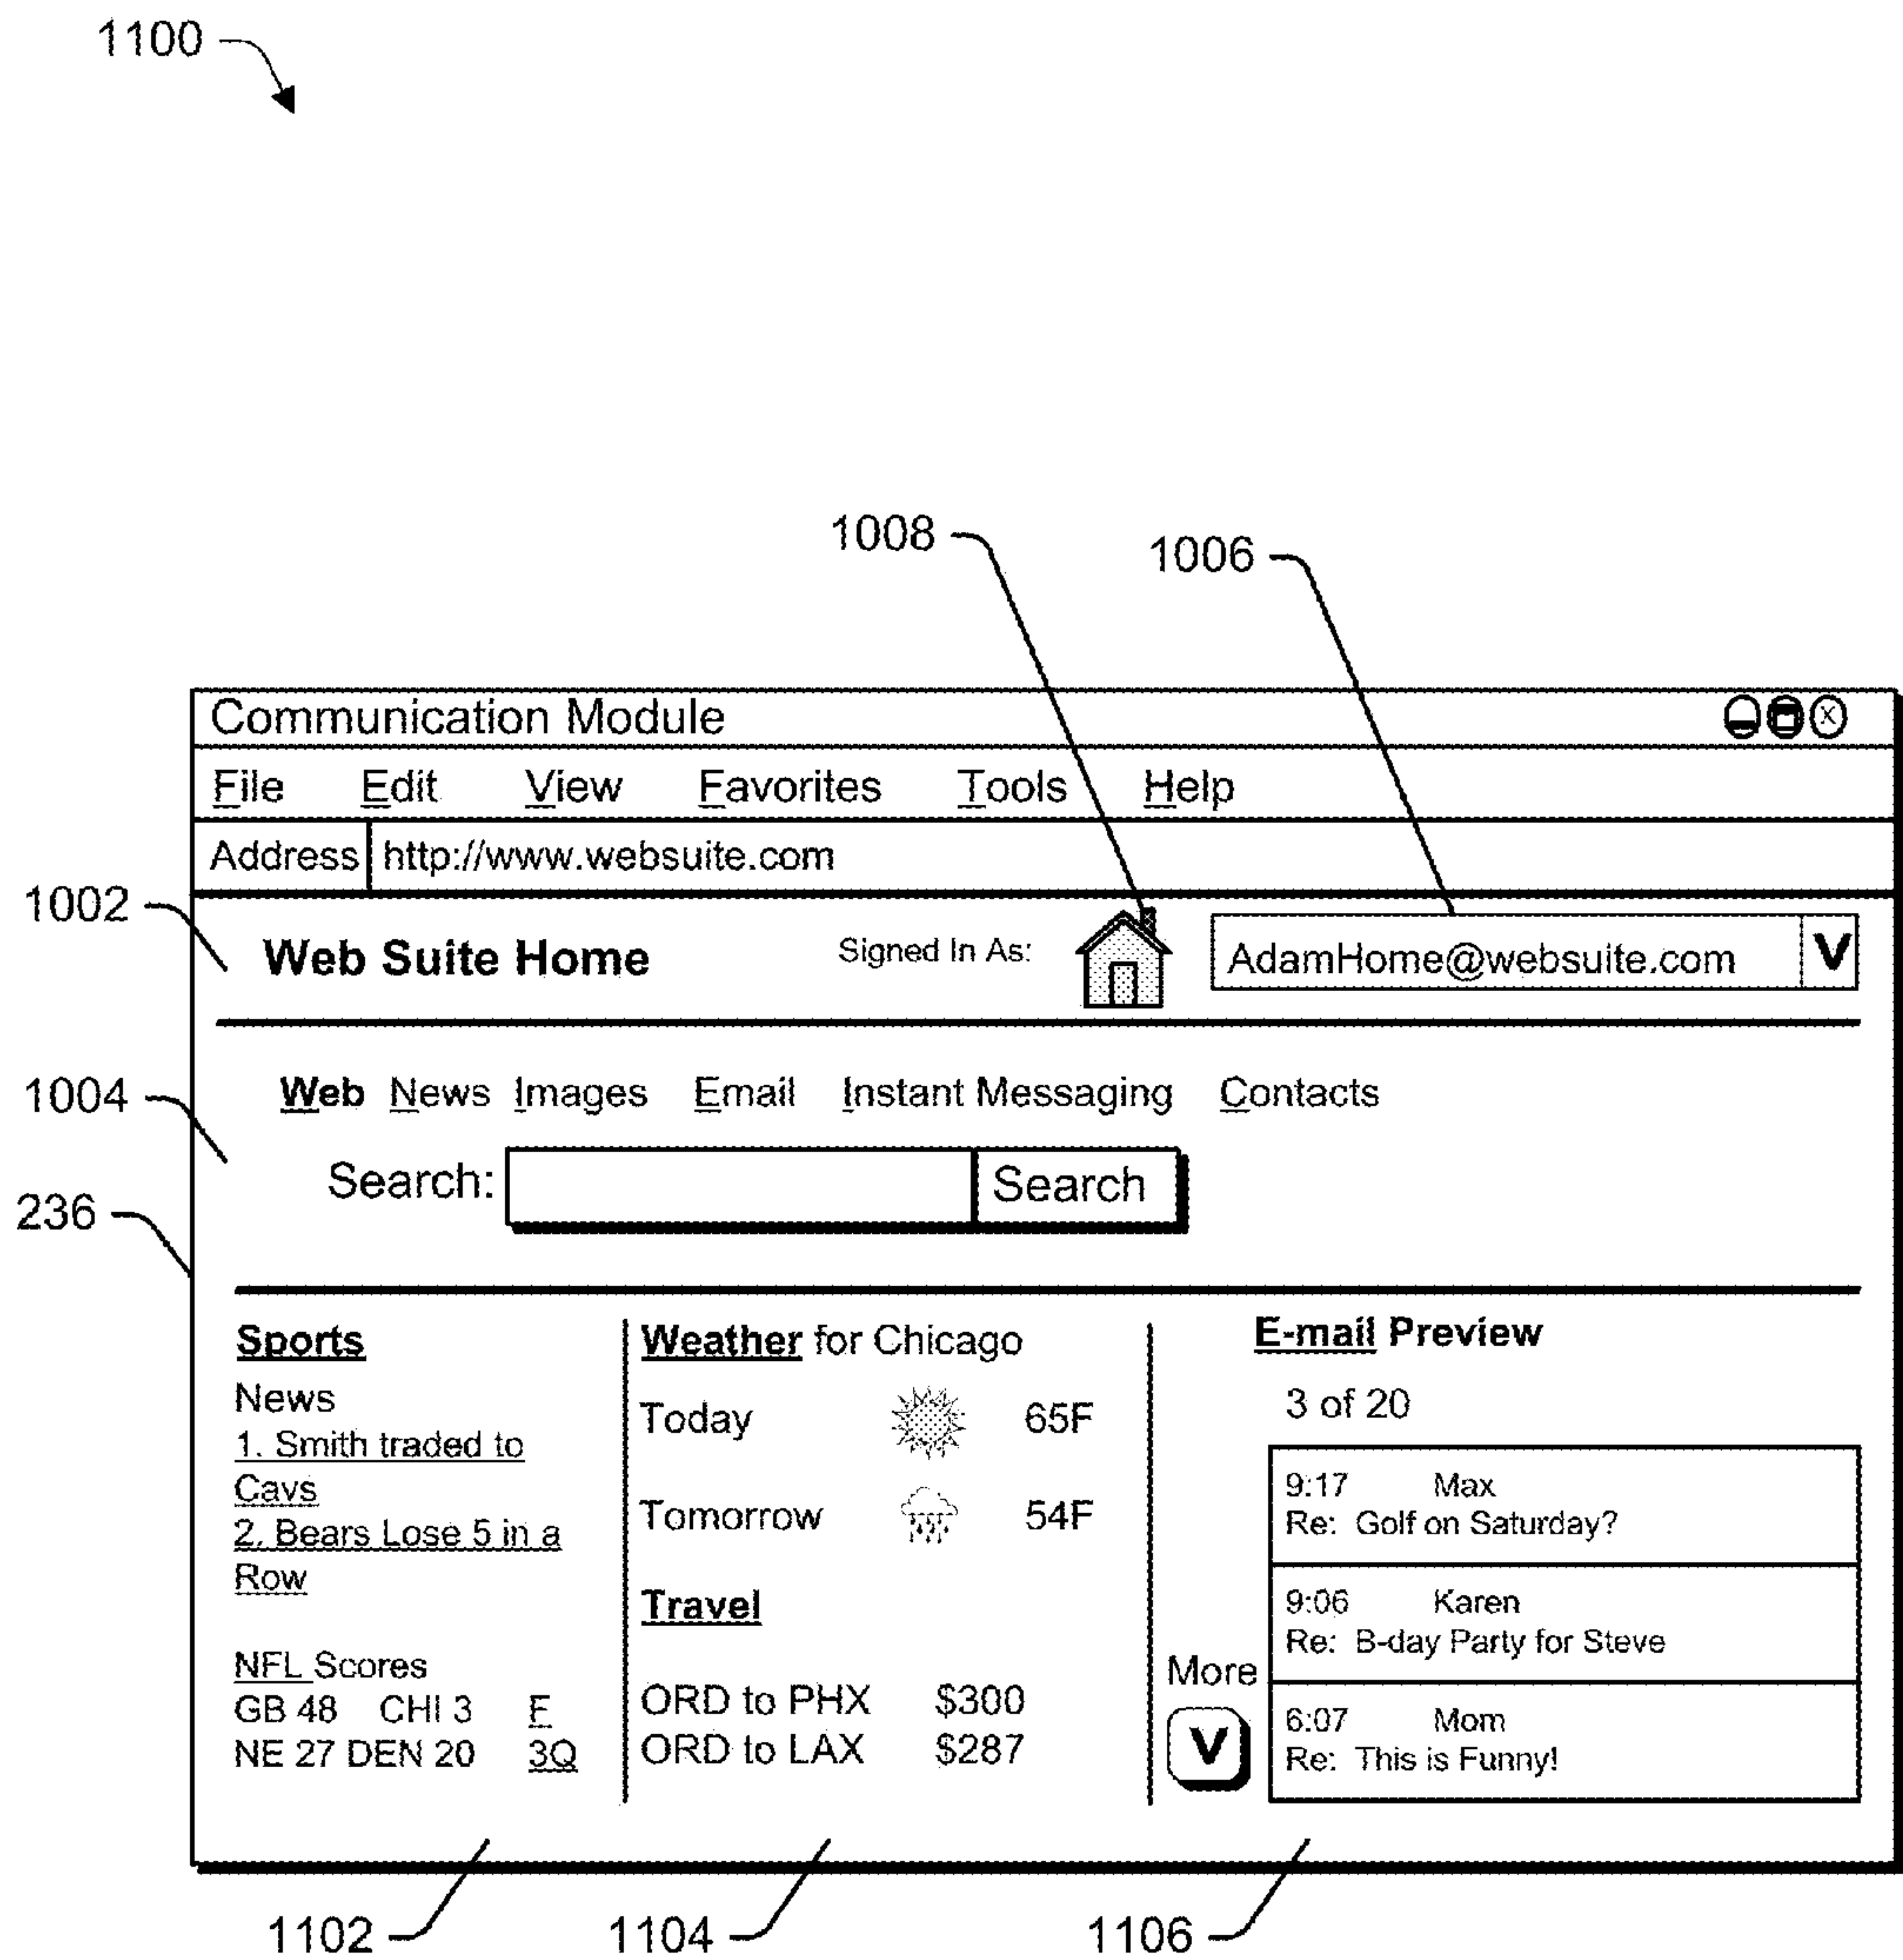 1100
1008
1006
Communication Module X
File Edit View Favorites Tools Help
Address http://www.websuite.com
1002
Web Suite Home Signed In As: AdamHome@websuite.com V
1004
Web News Images Email Instant Messaging Contacts
Search: Search
236
Sports
News
1. Smith traded to
Cavs
2. Bears Lose 5 in a
Row
NFL Scores
GB 48 CHI 3 F
NE 27 DEN 20 3Q
Weather for Chicago
Today 65F
Tomorrow 54F
Travel
ORD to PHX $300
ORD to LAX $287
E-mail Preview
3 of 20
9:17 Max
Re: Golf on Saturday?
9:06 Karen
Re: B-day Party for Steve
6:07 Mom
Re: This is Funny!
More
V
1102
1104
1106